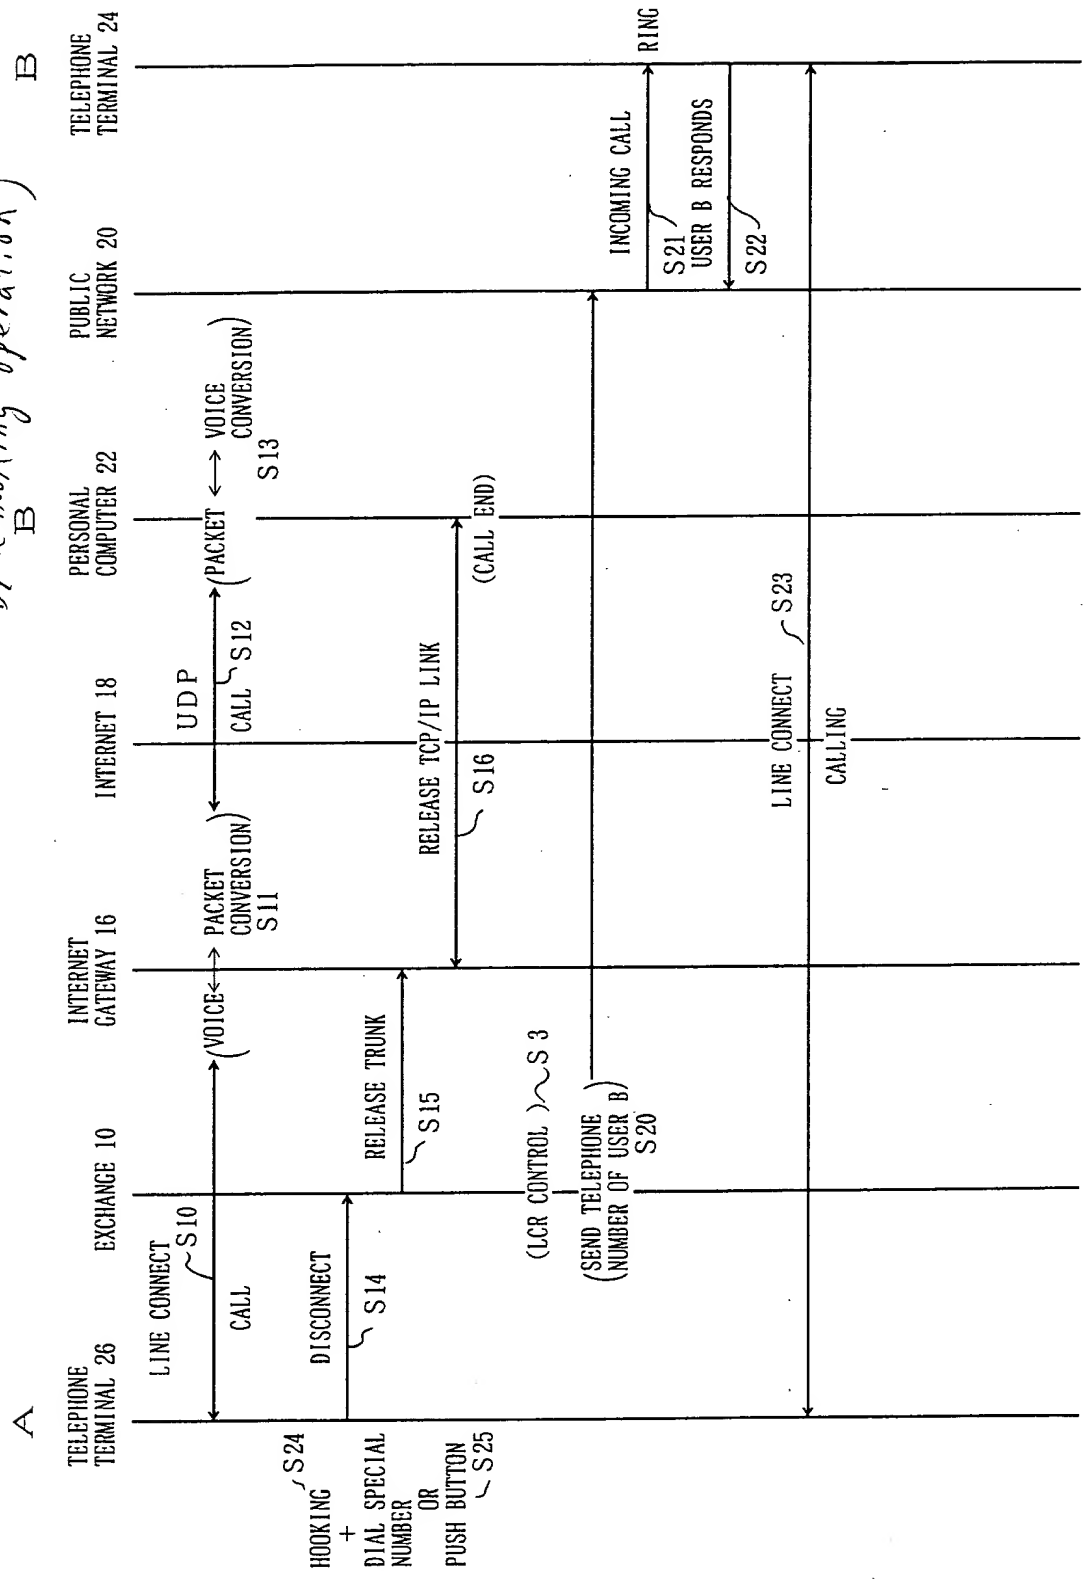 operation)
A
B
B
TELEPHONE
TERMINAL 26
EXCHANGE 10
INTERNET
GATEWAY 16
INTERNET 18
PERSONAL
COMPUTER 22
PUBLIC
NETWORK 20
TELEPHONE
TERMINAL 24
LINE CONNECT
S10
CALL
(VOICE ↔ PACKET
CONVERSION)
S11
UDP
CALL
S12
(PACKET ↔ VOICE
CONVERSION)
S13
HOOKING
S24
+
DIAL SPECIAL
NUMBER
OR
PUSH BUTTON
S25
DISCONNECT
S14
RELEASE TRUNK
S15
RELEASE TCP/IP LINK
S16
(CALL END)
(LCR CONTROL) S3
(SEND TELEPHONE
NUMBER OF USER B)
S20
INCOMING CALL
S21
RING
USER B RESPONDS
S22
LINE CONNECT
S23
CALLING